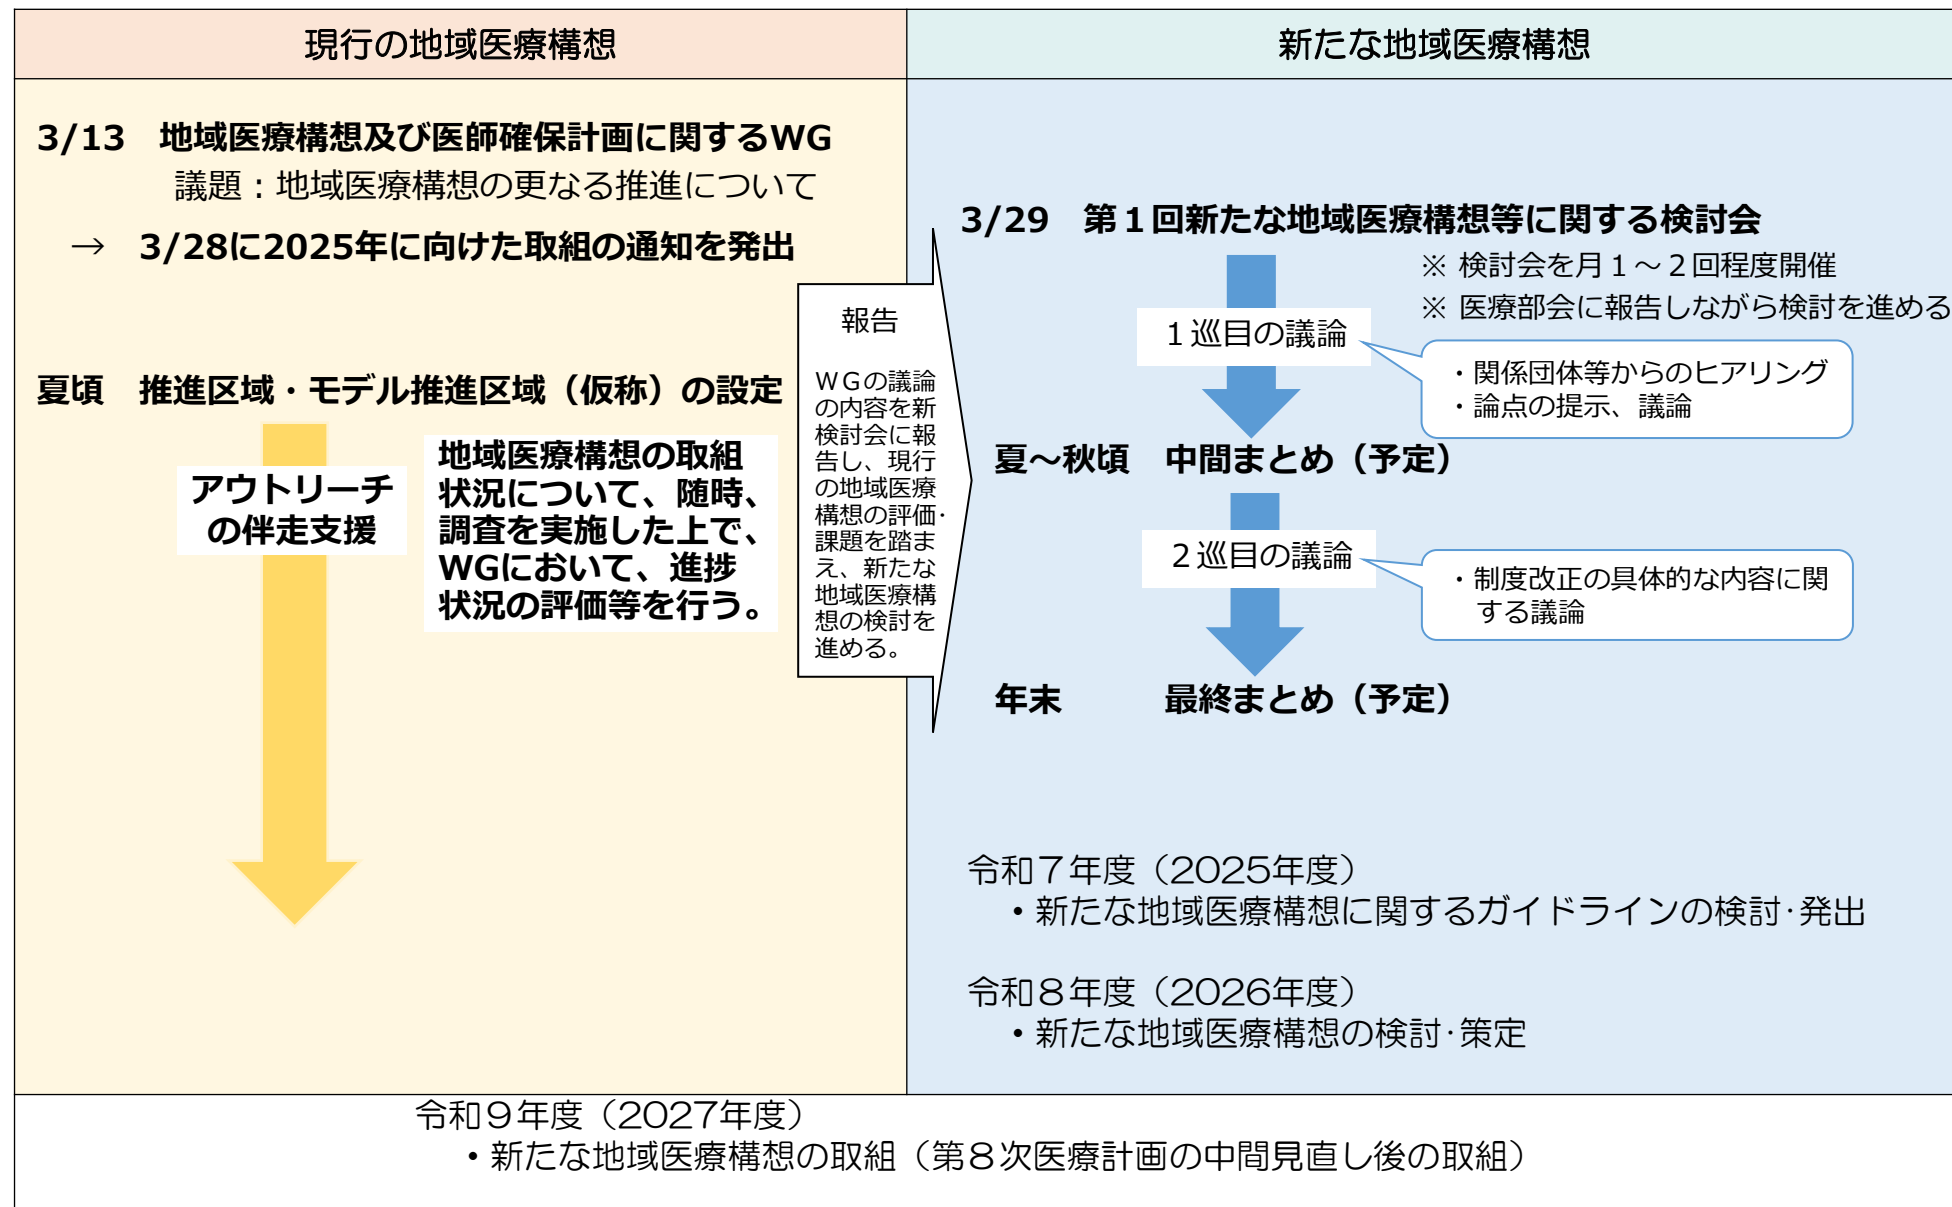 現行の地域医療構想
新たな地域医療構想
3/13 地域医療構想及び医師確保計画に関するWG
議題：地域医療構想の更なる推進について
→ 3/28に2025年に向けた取組の通知を発出
夏頃 推進区域・モデル推進区域（仮称）の設定
アウトリーチ
の伴走支援
地域医療構想の取組
状況について、随時、
調査を実施した上で、
WGにおいて、進捗
状況の評価等を行う。
報告
ＷＧの議論
の内容を新
検討会に報
告し、現行
の地域医療
構想の評価･
課題を踏ま
え、新たな
地域医療構
想の検討を
進める。
3/29 第１回新たな地域医療構想等に関する検討会
※ 検討会を月１～２回程度開催
※ 医療部会に報告しながら検討を進める
１巡目の議論
・関係団体等からのヒアリング
・論点の提示、議論
夏～秋頃 中間まとめ（予定）
２巡目の議論
・制度改正の具体的な内容に関
する議論
年末 最終まとめ（予定）
令和７年度（2025年度）
・新たな地域医療構想に関するガイドラインの検討･発出
令和８年度（2026年度）
・新たな地域医療構想の検討･策定
令和９年度（2027年度）
・新たな地域医療構想の取組（第８次医療計画の中間見直し後の取組）